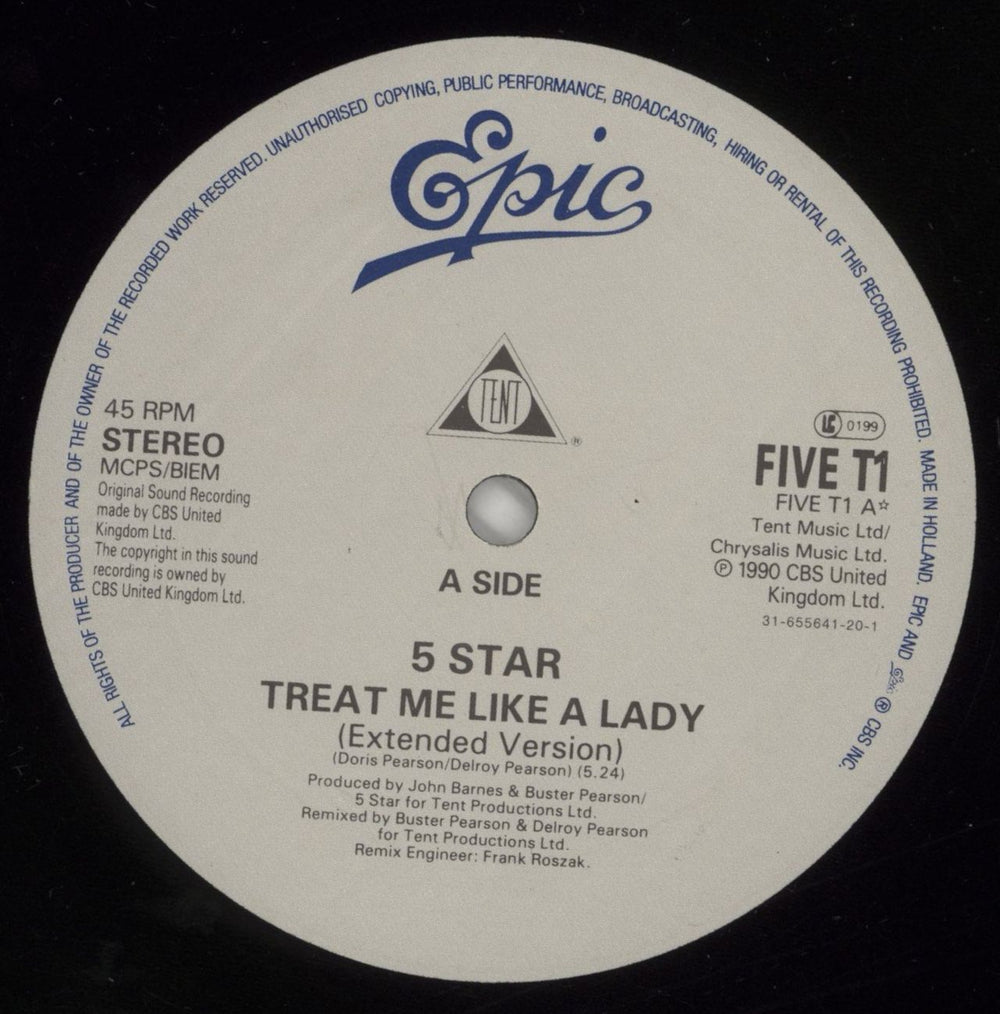 ALL RIGHTS OF THE PRODUCER AND OF THE OWNER OF THE RECORDED WORK RESERVED. UNAUTHORISED COPYING, PUBLIC PERFORMANCE, BROADCASTING, HIRING OR RENTAL OF THIS RECORDING PROHIBITED. MADE IN HOLLAND. EPIC AND Epic ® CBS INC.
Epic
TENT
®
45 RPM
STEREO
MCPS/BIEM
Original Sound Recording
made by CBS United
Kingdom Ltd.
The copyright in this sound
recording is owned by
CBS United Kingdom Ltd.
LC 0199
FIVE T1
FIVE T1 A☆
Tent Music Ltd/
Chrysalis Music Ltd.
℗ 1990 CBS United
Kingdom Ltd.
31-655641-20-1
A SIDE
5 STAR
TREAT ME LIKE A LADY
(Extended Version)
(Doris Pearson/Delroy Pearson) (5.24)
Produced by John Barnes & Buster Pearson/
5 Star for Tent Productions Ltd.
Remixed by Buster Pearson & Delroy Pearson
for Tent Productions Ltd.
Remix Engineer: Frank Roszak.